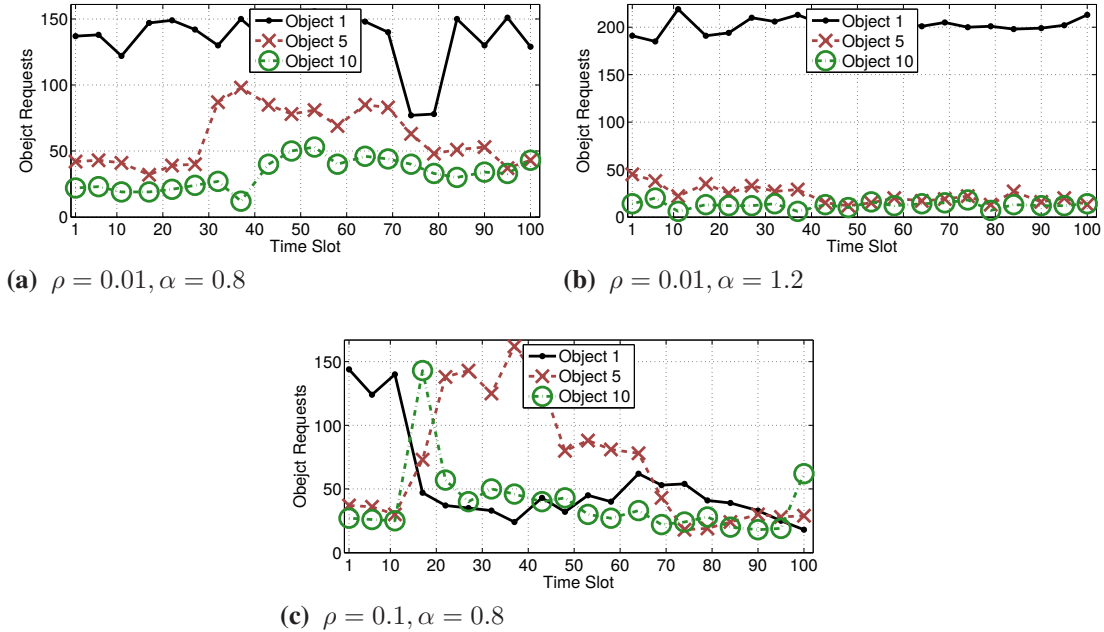 150
100
50
0
Obejct Requests
Object 1
Object 5
Object 10
1 10 20 30 40 50 60 70 80 90 100
Time Slot
(a) ρ = 0.01, α = 0.8
200
150
100
50
0
Obejct Requests
Object 1
Object 5
Object 10
1 10 20 30 40 50 60 70 80 90 100
Time Slot
(b) ρ = 0.01, α = 1.2
150
100
50
0
Obejct Requests
Object 1
Object 5
Object 10
1 10 20 30 40 50 60 70 80 90 100
Time Slot
(c) ρ = 0.1, α = 0.8